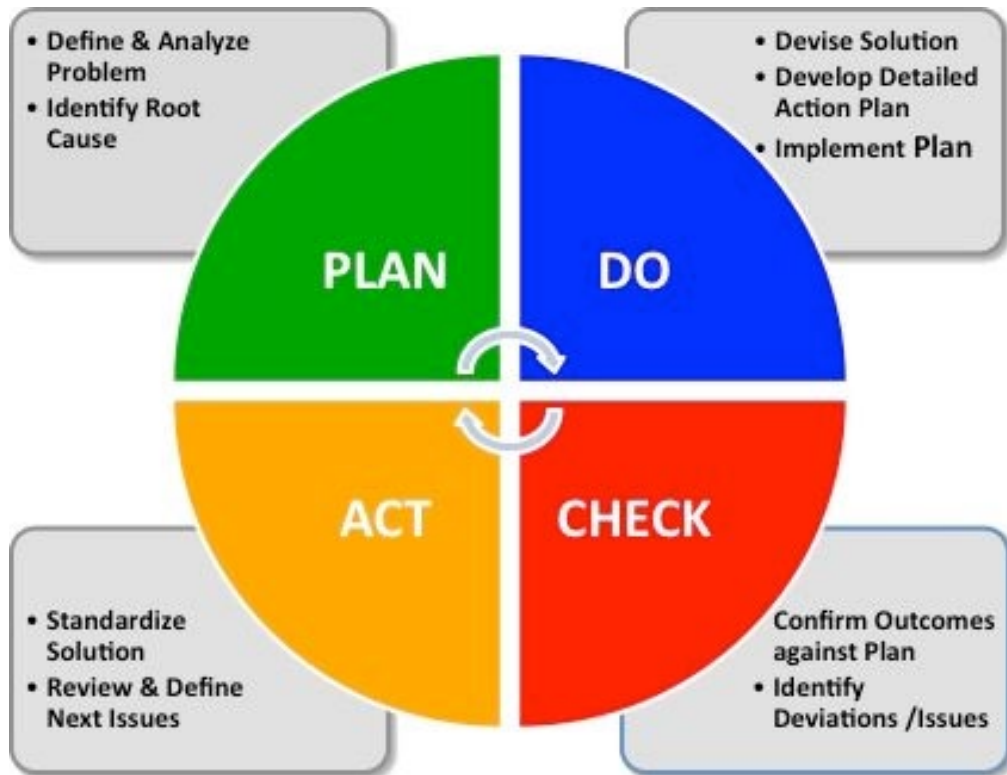 • Define & Analyze
Problem
• Identify Root
Cause
• Devise Solution
• Develop Detailed
Action Plan
• Implement Plan
PLAN
DO
ACT
CHECK
• Standardize
Solution
• Review & Define
Next Issues
Confirm Outcomes
against Plan
• Identify
Deviations /Issues